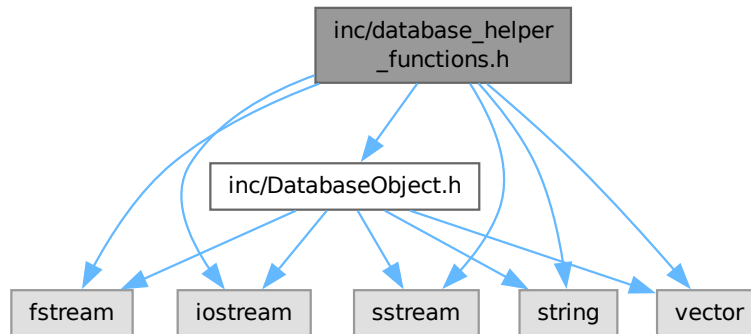 inc/database_helper
_functions.h
inc/DatabaseObject.h
fstream
iostream
sstream
string
vector